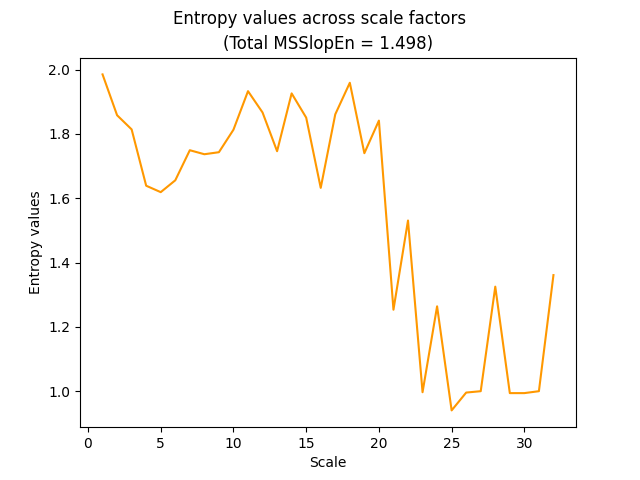 Entropy values across scale factors
(Total MSSlopEn = 1.498)
2.0
1.8
1.6
1.4
1.2
1.0
Entropy values
0 5 10 15 20 25 30
Scale